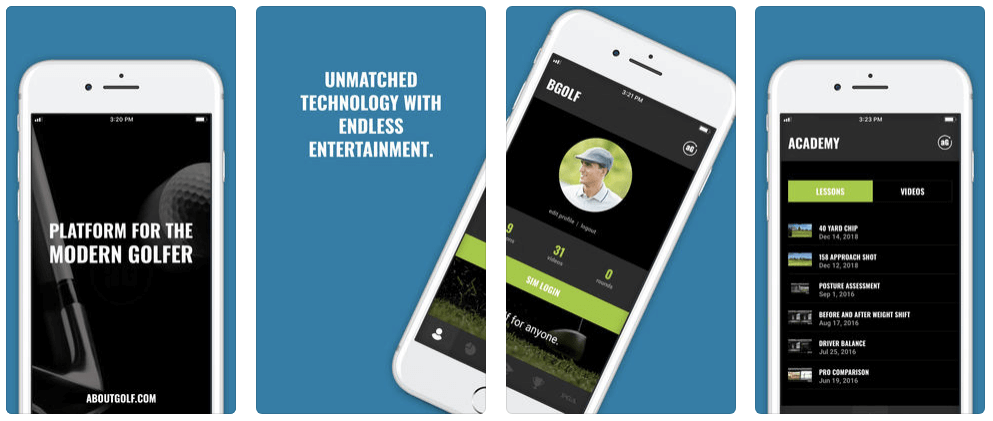 3:20 PM
PLATFORM FOR THE
MODERN GOLFER
ABOUTGOLF.COM
UNMATCHED
TECHNOLOGY WITH
ENDLESS
ENTERTAINMENT.
3:21 PM
BGOLF
aG
edit profile | logout
9
31
0
videos
rounds
SIM LOGIN
for anyone.
3:23 PM
ACADEMY
aG
LESSONS
VIDEOS
40 YARD CHIP
Dec 14, 2018
158 APPROACH SHOT
Dec 12, 2018
POSTURE ASSESSMENT
Sep 1, 2016
BEFORE AND AFTER WEIGHT SHIFT
Aug 17, 2016
DRIVER BALANCE
Jul 25, 2016
PRO COMPARISON
Jun 19, 2016